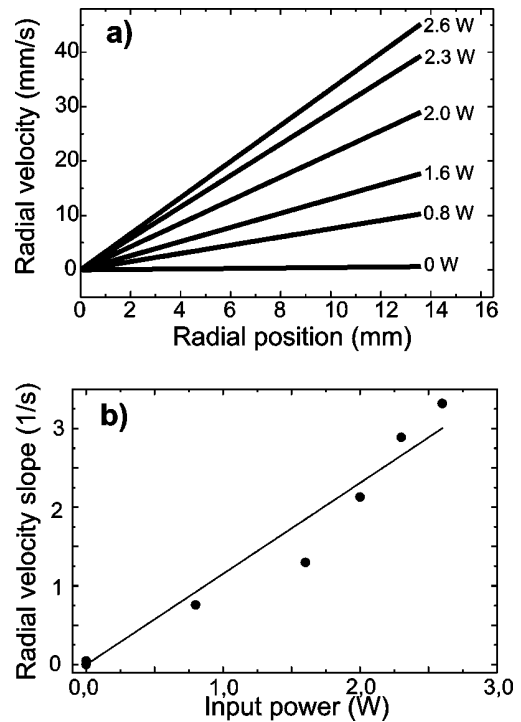 a)
Radial velocity (mm/s)
40
30
20
10
0
2.6 W
2.3 W
2.0 W
1.6 W
0.8 W
0 W
0 2 4 6 8 10 12 14 16
Radial position (mm)
b)
Radial velocity slope (1/s)
3
2
1
0
0,0 1,0 2,0 3,0
Input power (W)